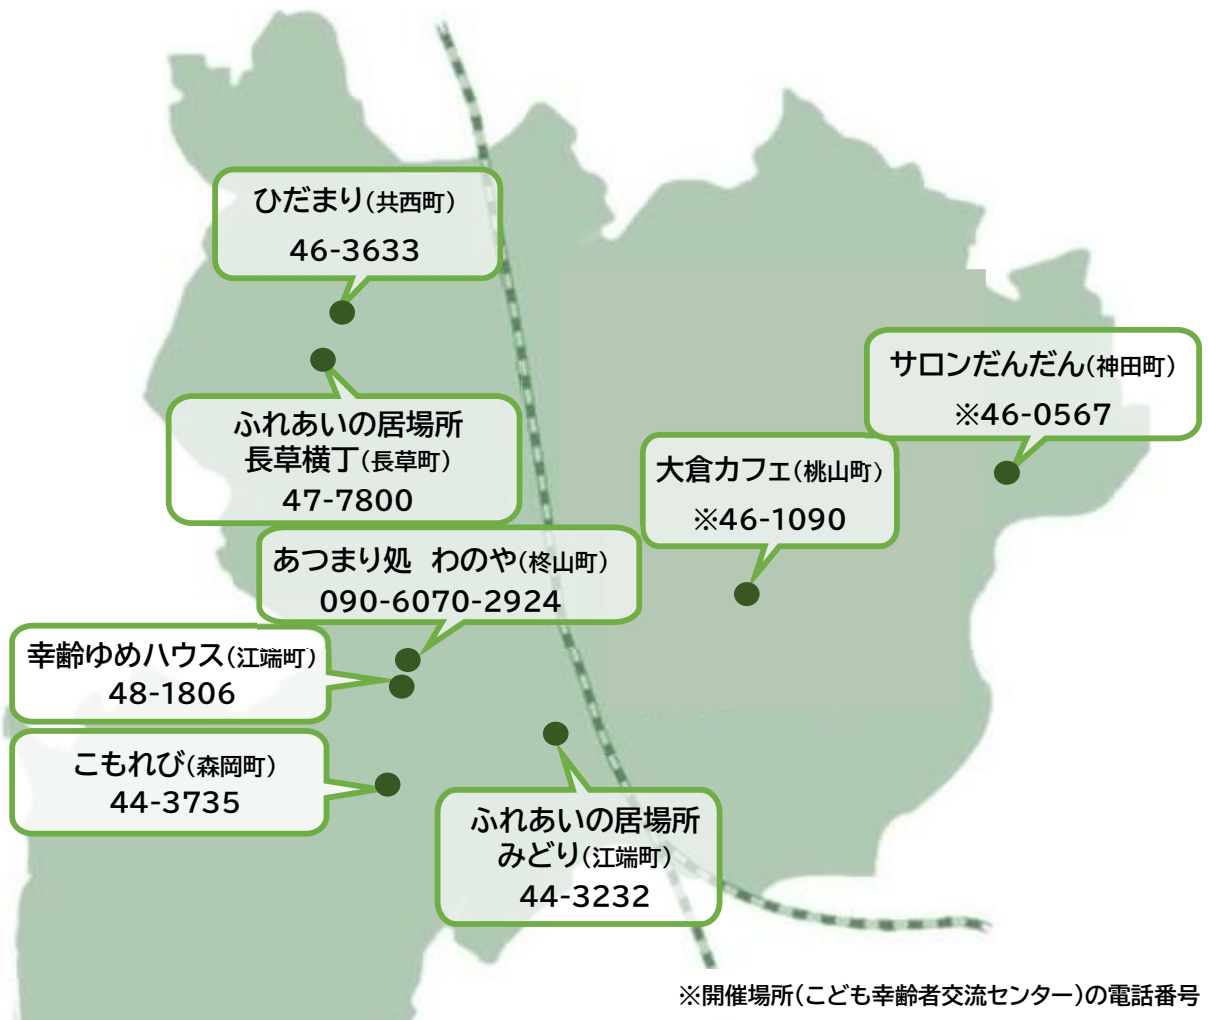 ひだまり(共西町)
46-3633
サロンだんだん(神田町)
※46-0567
ふれあいの居場所
長草横丁(長草町)
47-7800
大倉カフェ(桃山町)
※46-1090
あつまり処　わのや(柊山町)
090-6070-2924
幸齢ゆめハウス(江端町)
48-1806
こもれび(森岡町)
44-3735
ふれあいの居場所
みどり(江端町)
44-3232
※開催場所(こども幸齢者交流センター)の電話番号